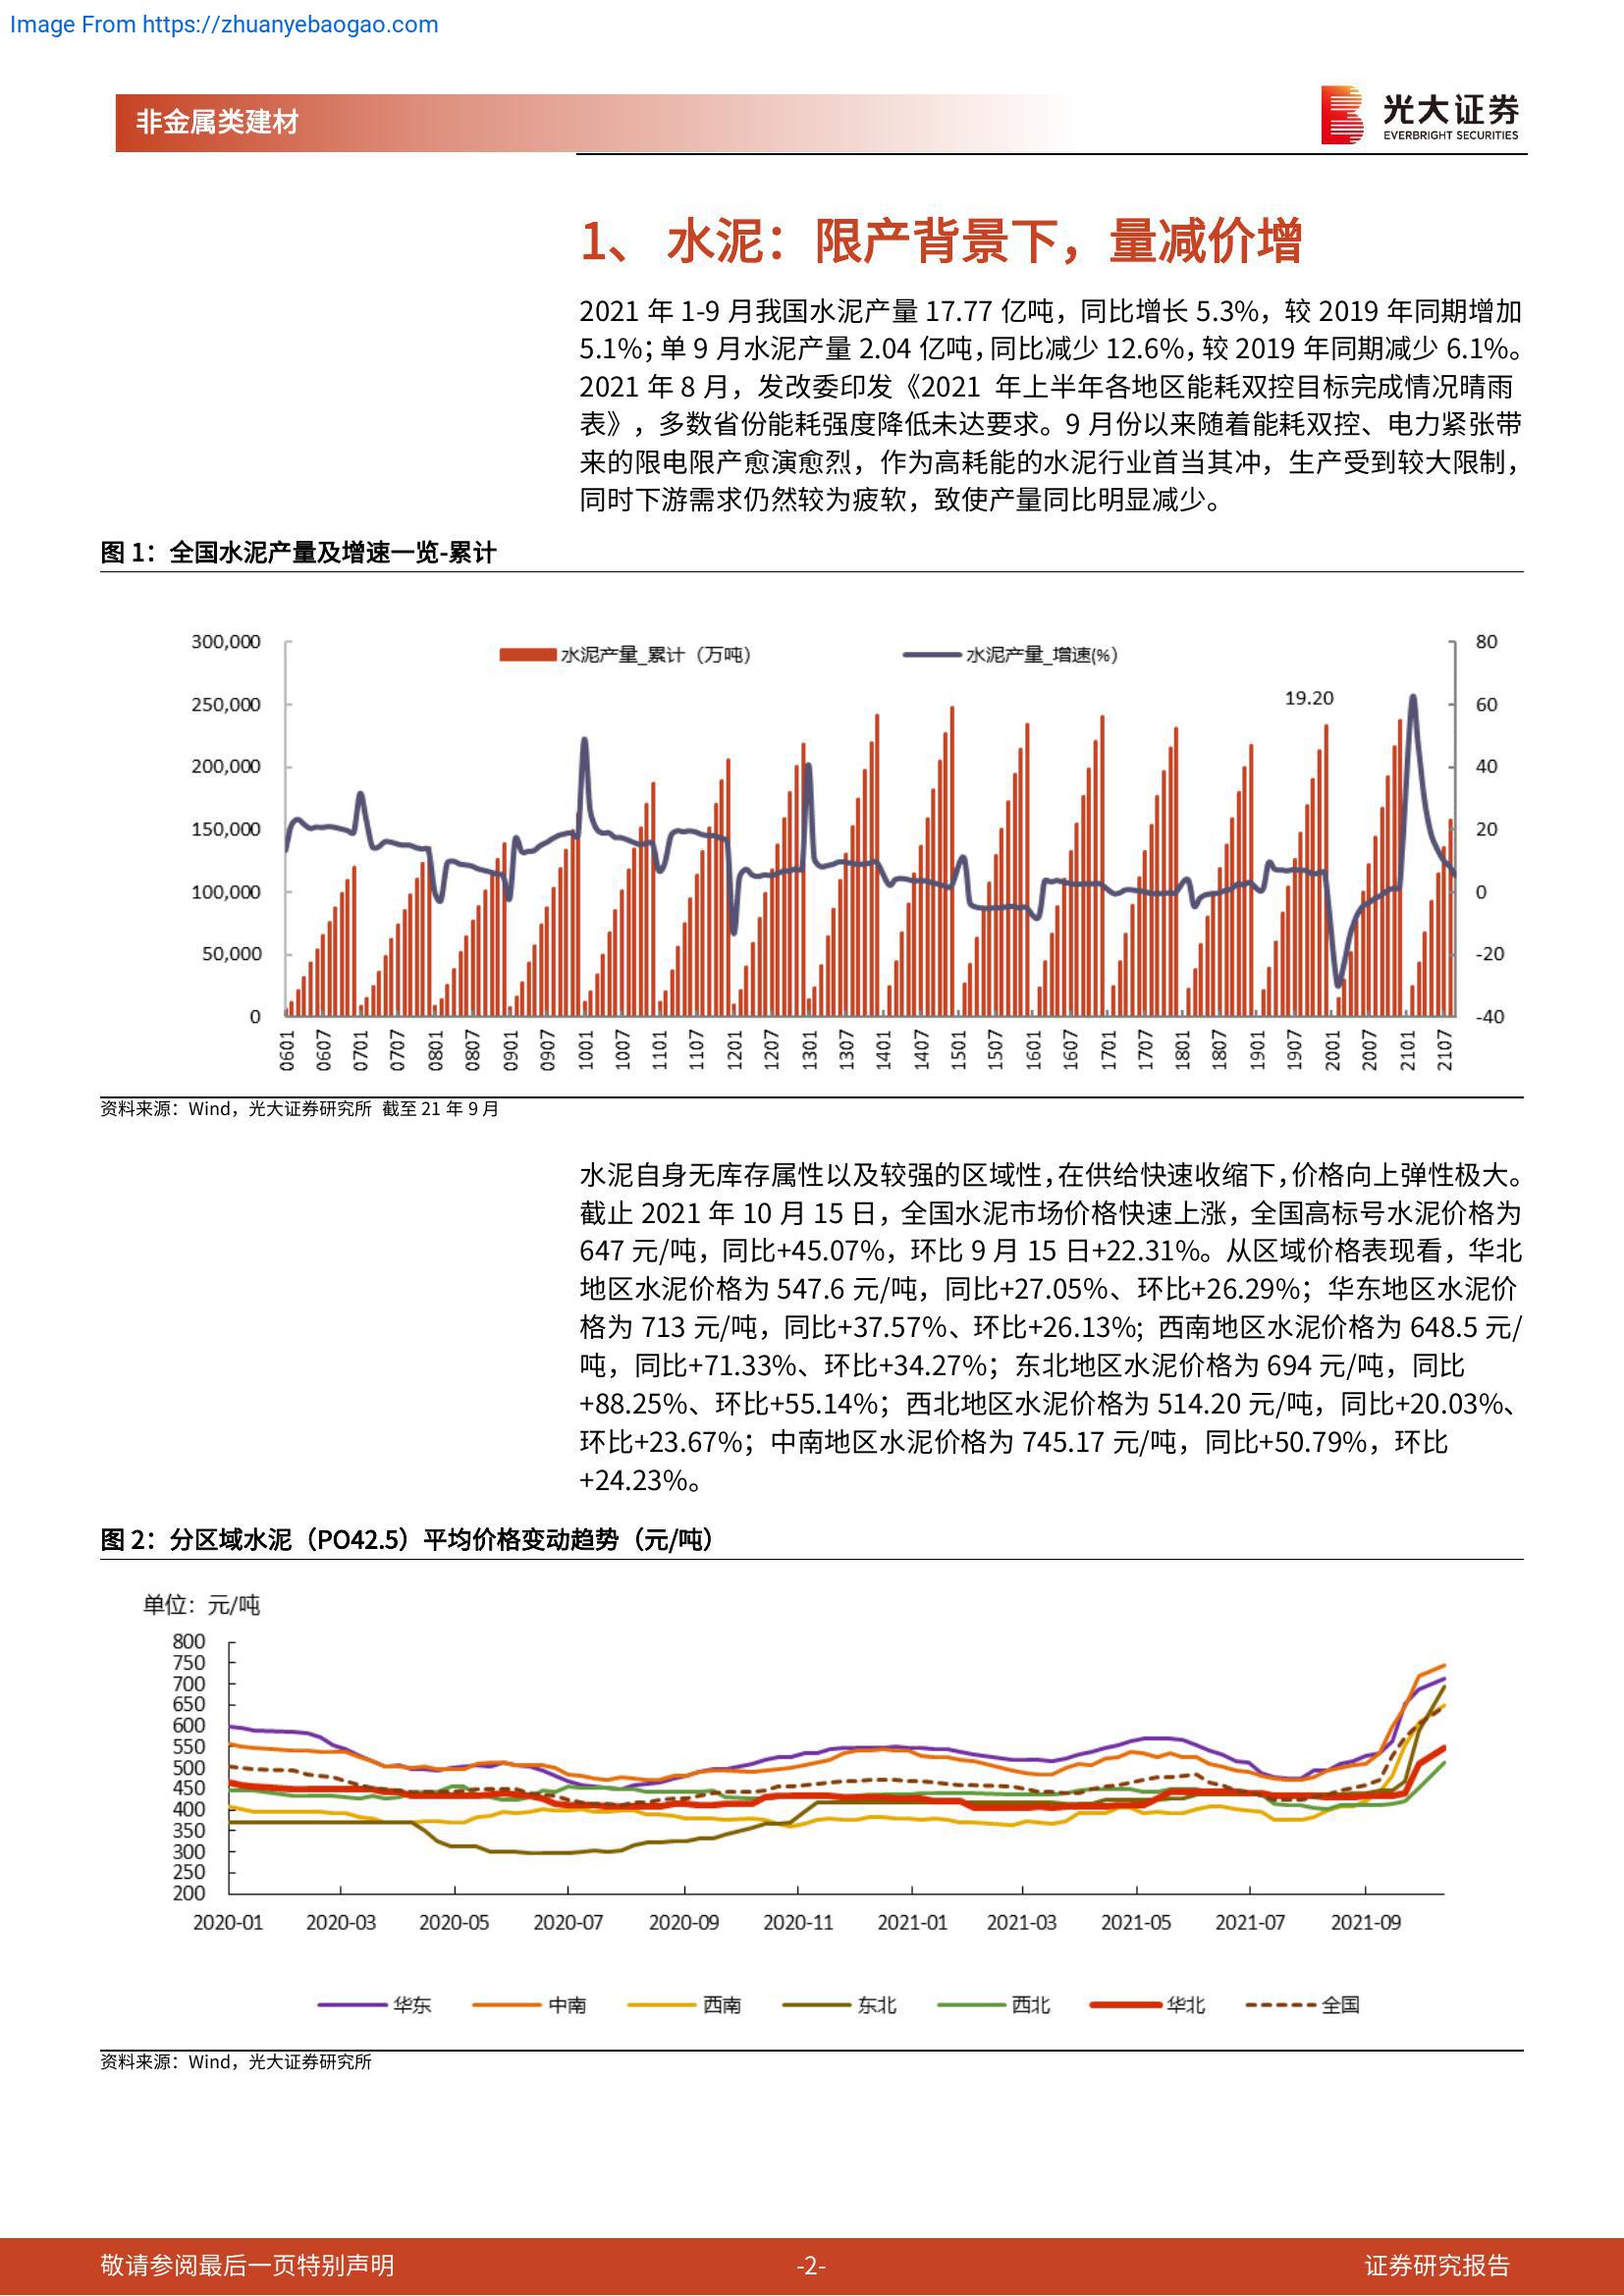 Image From https://zhuanyebaogao.com
非金属类建材
光大证券
EVERBRIGHT SECURITIES
1、 水泥：限产背景下，量减价增
2021 年 1-9 月我国水泥产量 17.77 亿吨，同比增长 5.3%，较 2019 年同期增加
5.1%；单 9 月水泥产量 2.04 亿吨，同比减少 12.6%，较 2019 年同期减少 6.1%。
2021 年 8 月，发改委印发《2021 年上半年各地区能耗双控目标完成情况晴雨
表》，多数省份能耗强度降低未达要求。9 月份以来随着能耗双控、电力紧张带
来的限电限产愈演愈烈，作为高耗能的水泥行业首当其冲，生产受到较大限制，
同时下游需求仍然较为疲软，致使产量同比明显减少。
图 1：全国水泥产量及增速一览-累计
水泥产量_累计（万吨） 水泥产量_增速(%)
300,000
250,000
200,000
150,000
100,000
50,000
0
80
60
40
20
0
-20
-40
19.20
0601 0607 0701 0707 0801 0807 0901 0907 1001 1007 1101 1107 1201 1207 1301 1307 1401 1407 1501 1507 1601 1607 1701 1707 1801 1807 1901 1907 2001 2007 2101 2107
资料来源：Wind，光大证券研究所 截至 21 年 9 月
水泥自身无库存属性以及较强的区域性，在供给快速收缩下，价格向上弹性极大。
截止 2021 年 10 月 15 日，全国水泥市场价格快速上涨，全国高标号水泥价格为
647 元/吨，同比+45.07%，环比 9 月 15 日+22.31%。从区域价格表现看，华北
地区水泥价格为 547.6 元/吨，同比+27.05%、环比+26.29%；华东地区水泥价
格为 713 元/吨，同比+37.57%、环比+26.13%; 西南地区水泥价格为 648.5 元/
吨，同比+71.33%、环比+34.27%；东北地区水泥价格为 694 元/吨，同比
+88.25%、环比+55.14%；西北地区水泥价格为 514.20 元/吨，同比+20.03%、
环比+23.67%；中南地区水泥价格为 745.17 元/吨，同比+50.79%，环比
+24.23%。
图 2：分区域水泥（PO42.5）平均价格变动趋势（元/吨）
单位：元/吨
800
750
700
650
600
550
500
450
400
350
300
250
200
2020-01 2020-03 2020-05 2020-07 2020-09 2020-11 2021-01 2021-03 2021-05 2021-07 2021-09
华东 中南 西南 东北 西北 华北 全国
资料来源：Wind，光大证券研究所
敬请参阅最后一页特别声明 -2- 证券研究报告